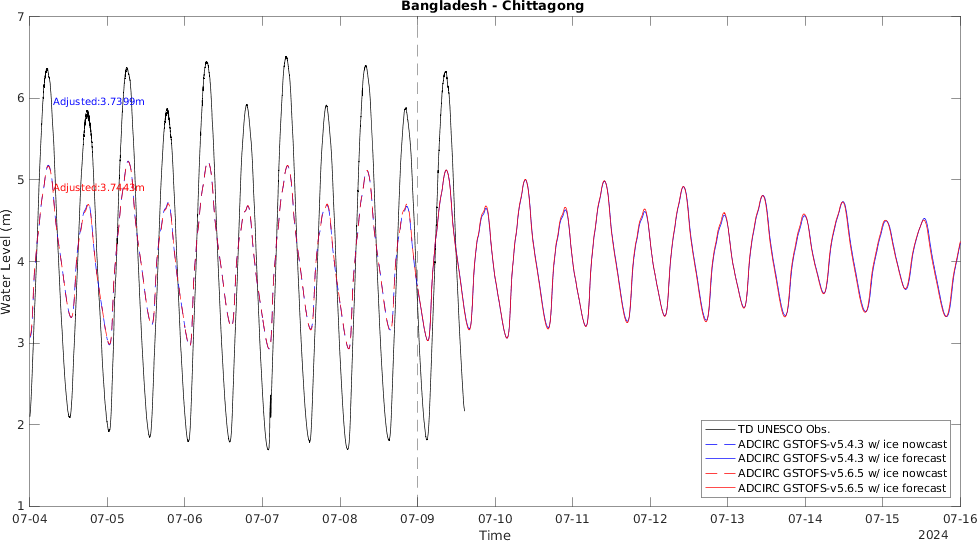 Bangladesh - Chittagong
7
6
5
4
3
2
1
Water Level (m)
Adjusted:3.7399m
Adjusted:3.7443m
TD UNESCO Obs.
ADCIRC GSTOFS-v5.4.3 w/ ice nowcast
ADCIRC GSTOFS-v5.4.3 w/ ice forecast
ADCIRC GSTOFS-v5.6.5 w/ ice nowcast
ADCIRC GSTOFS-v5.6.5 w/ ice forecast
07-04 07-05 07-06 07-07 07-08 07-09 07-10 07-11 07-12 07-13 07-14 07-15 07-16
Time
2024